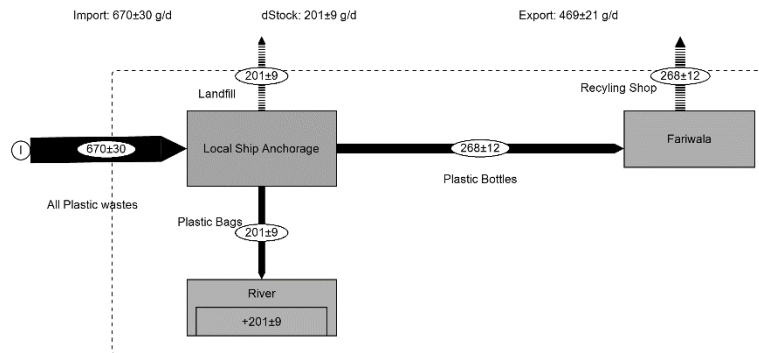 Import: 670±30 g/d
dStock: 201±9 g/d
Export: 469±21 g/d
201±9
268±12
Landfill
Recyling Shop
I
670±30
Local Ship Anchorage
268±12
Fariwala
All Plastic wastes
Plastic Bottles
Plastic Bags
201±9
River
+201±9